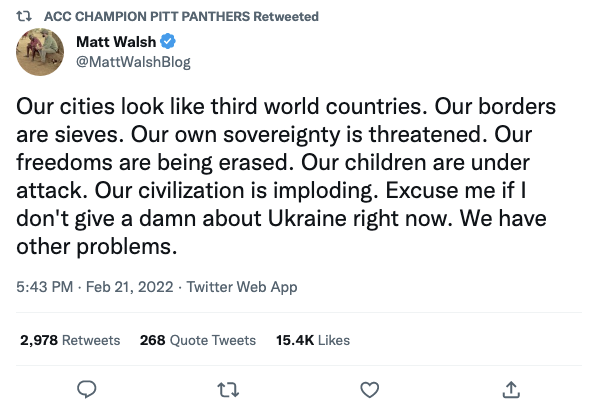 ACC CHAMPION PITT PANTHERS Retweeted
Matt Walsh
@MattWalshBlog
Our cities look like third world countries. Our borders
are sieves. Our own sovereignty is threatened. Our
freedoms are being erased. Our children are under
attack. Our civilization is imploding. Excuse me if I
don't give a damn about Ukraine right now. We have
other problems.
5:43 PM · Feb 21, 2022 · Twitter Web App
2,978 Retweets 268 Quote Tweets 15.4K Likes